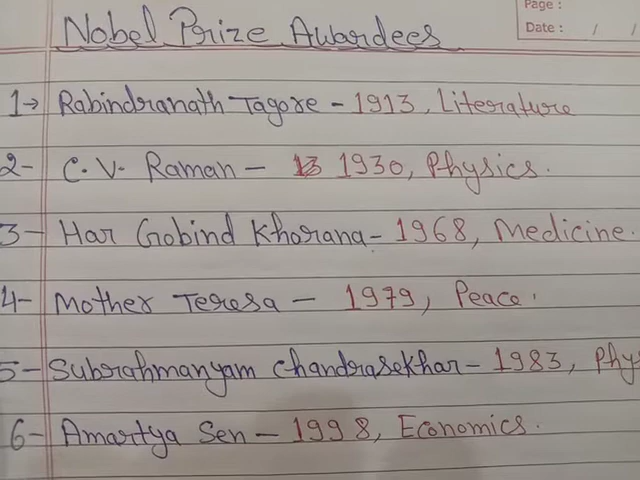 Page :
Date : / /
Nobel Prize Awardees
1→ Rabindranath Tagore - 1913, Literature
2- C. V. Raman - 1930, Physics.
3- Har Gobind Khorana - 1968, Medicine.
4- Mother Teresa - 1979, Peace.
5- Subrahmanyam Chandrasekhar - 1983, Phy
6- Amartya Sen - 1998, Economics.